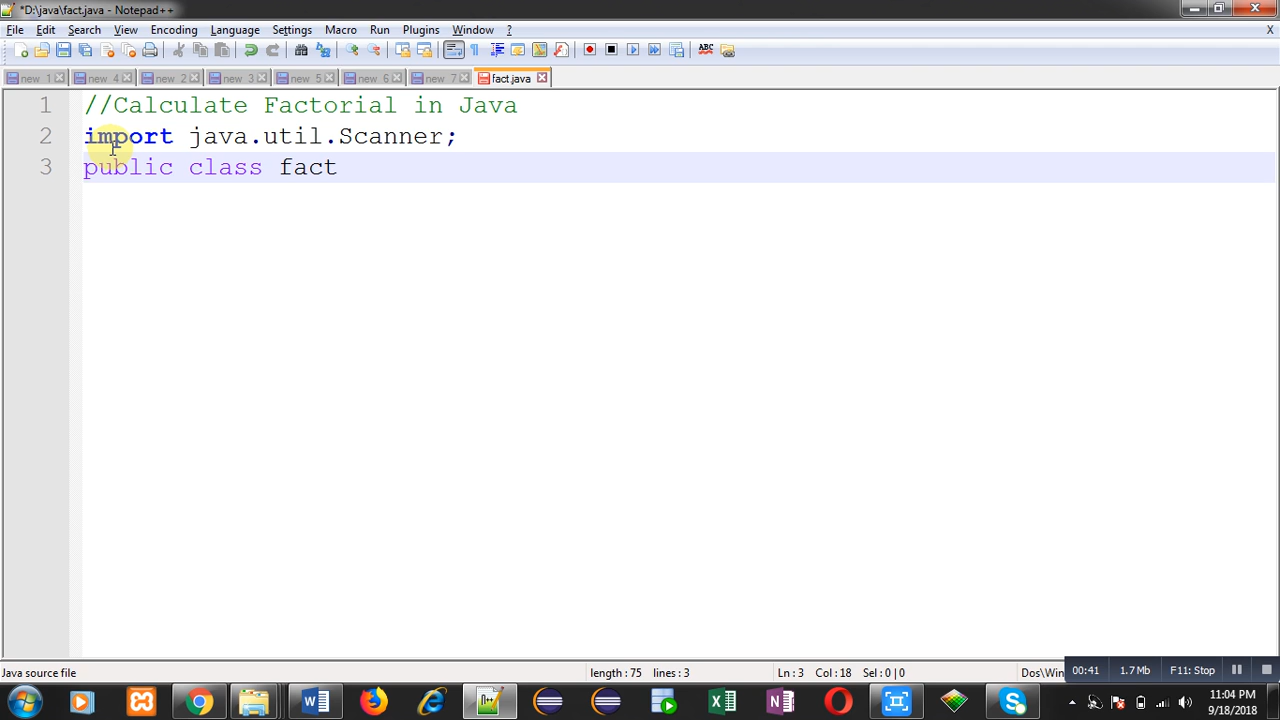 *D:\java\fact.java - Notepad++
File Edit Search View Encoding Language Settings Macro Run Plugins Window ? X
new 1 new 4 new 2 new 3 new 5 new 6 new 7 fact.java
1 //Calculate Factorial in Java
2 import java.util.Scanner;
3 public class fact
Java source file length : 75 lines : 3 Ln : 3 Col : 18 Sel : 0 | 0 Dos\Win 00:41 1.7 Mb F11: Stop
11:04 PM
9/18/2018